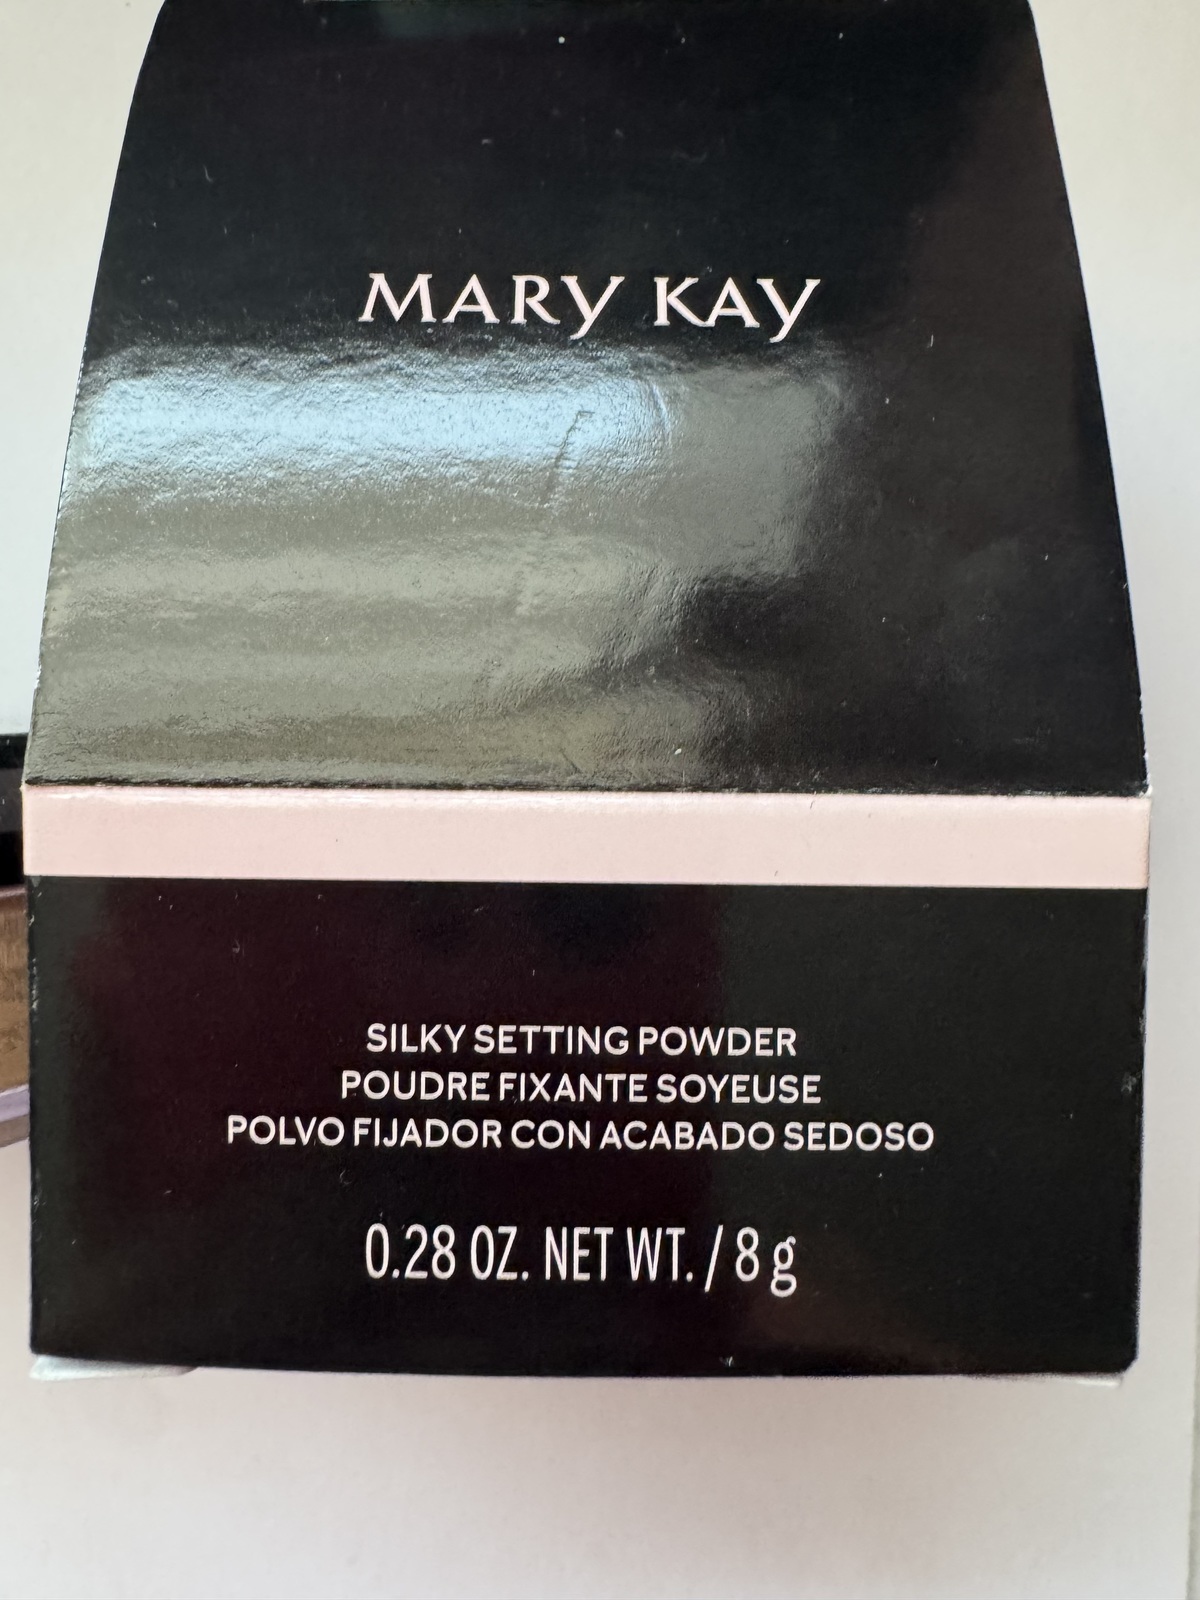 MARY KAY
SILKY SETTING POWDER
POUDRE FIXANTE SOYEUSE
POLVO FIJADOR CON ACABADO SEDOSO
0.28 OZ. NET WT. / 8 g